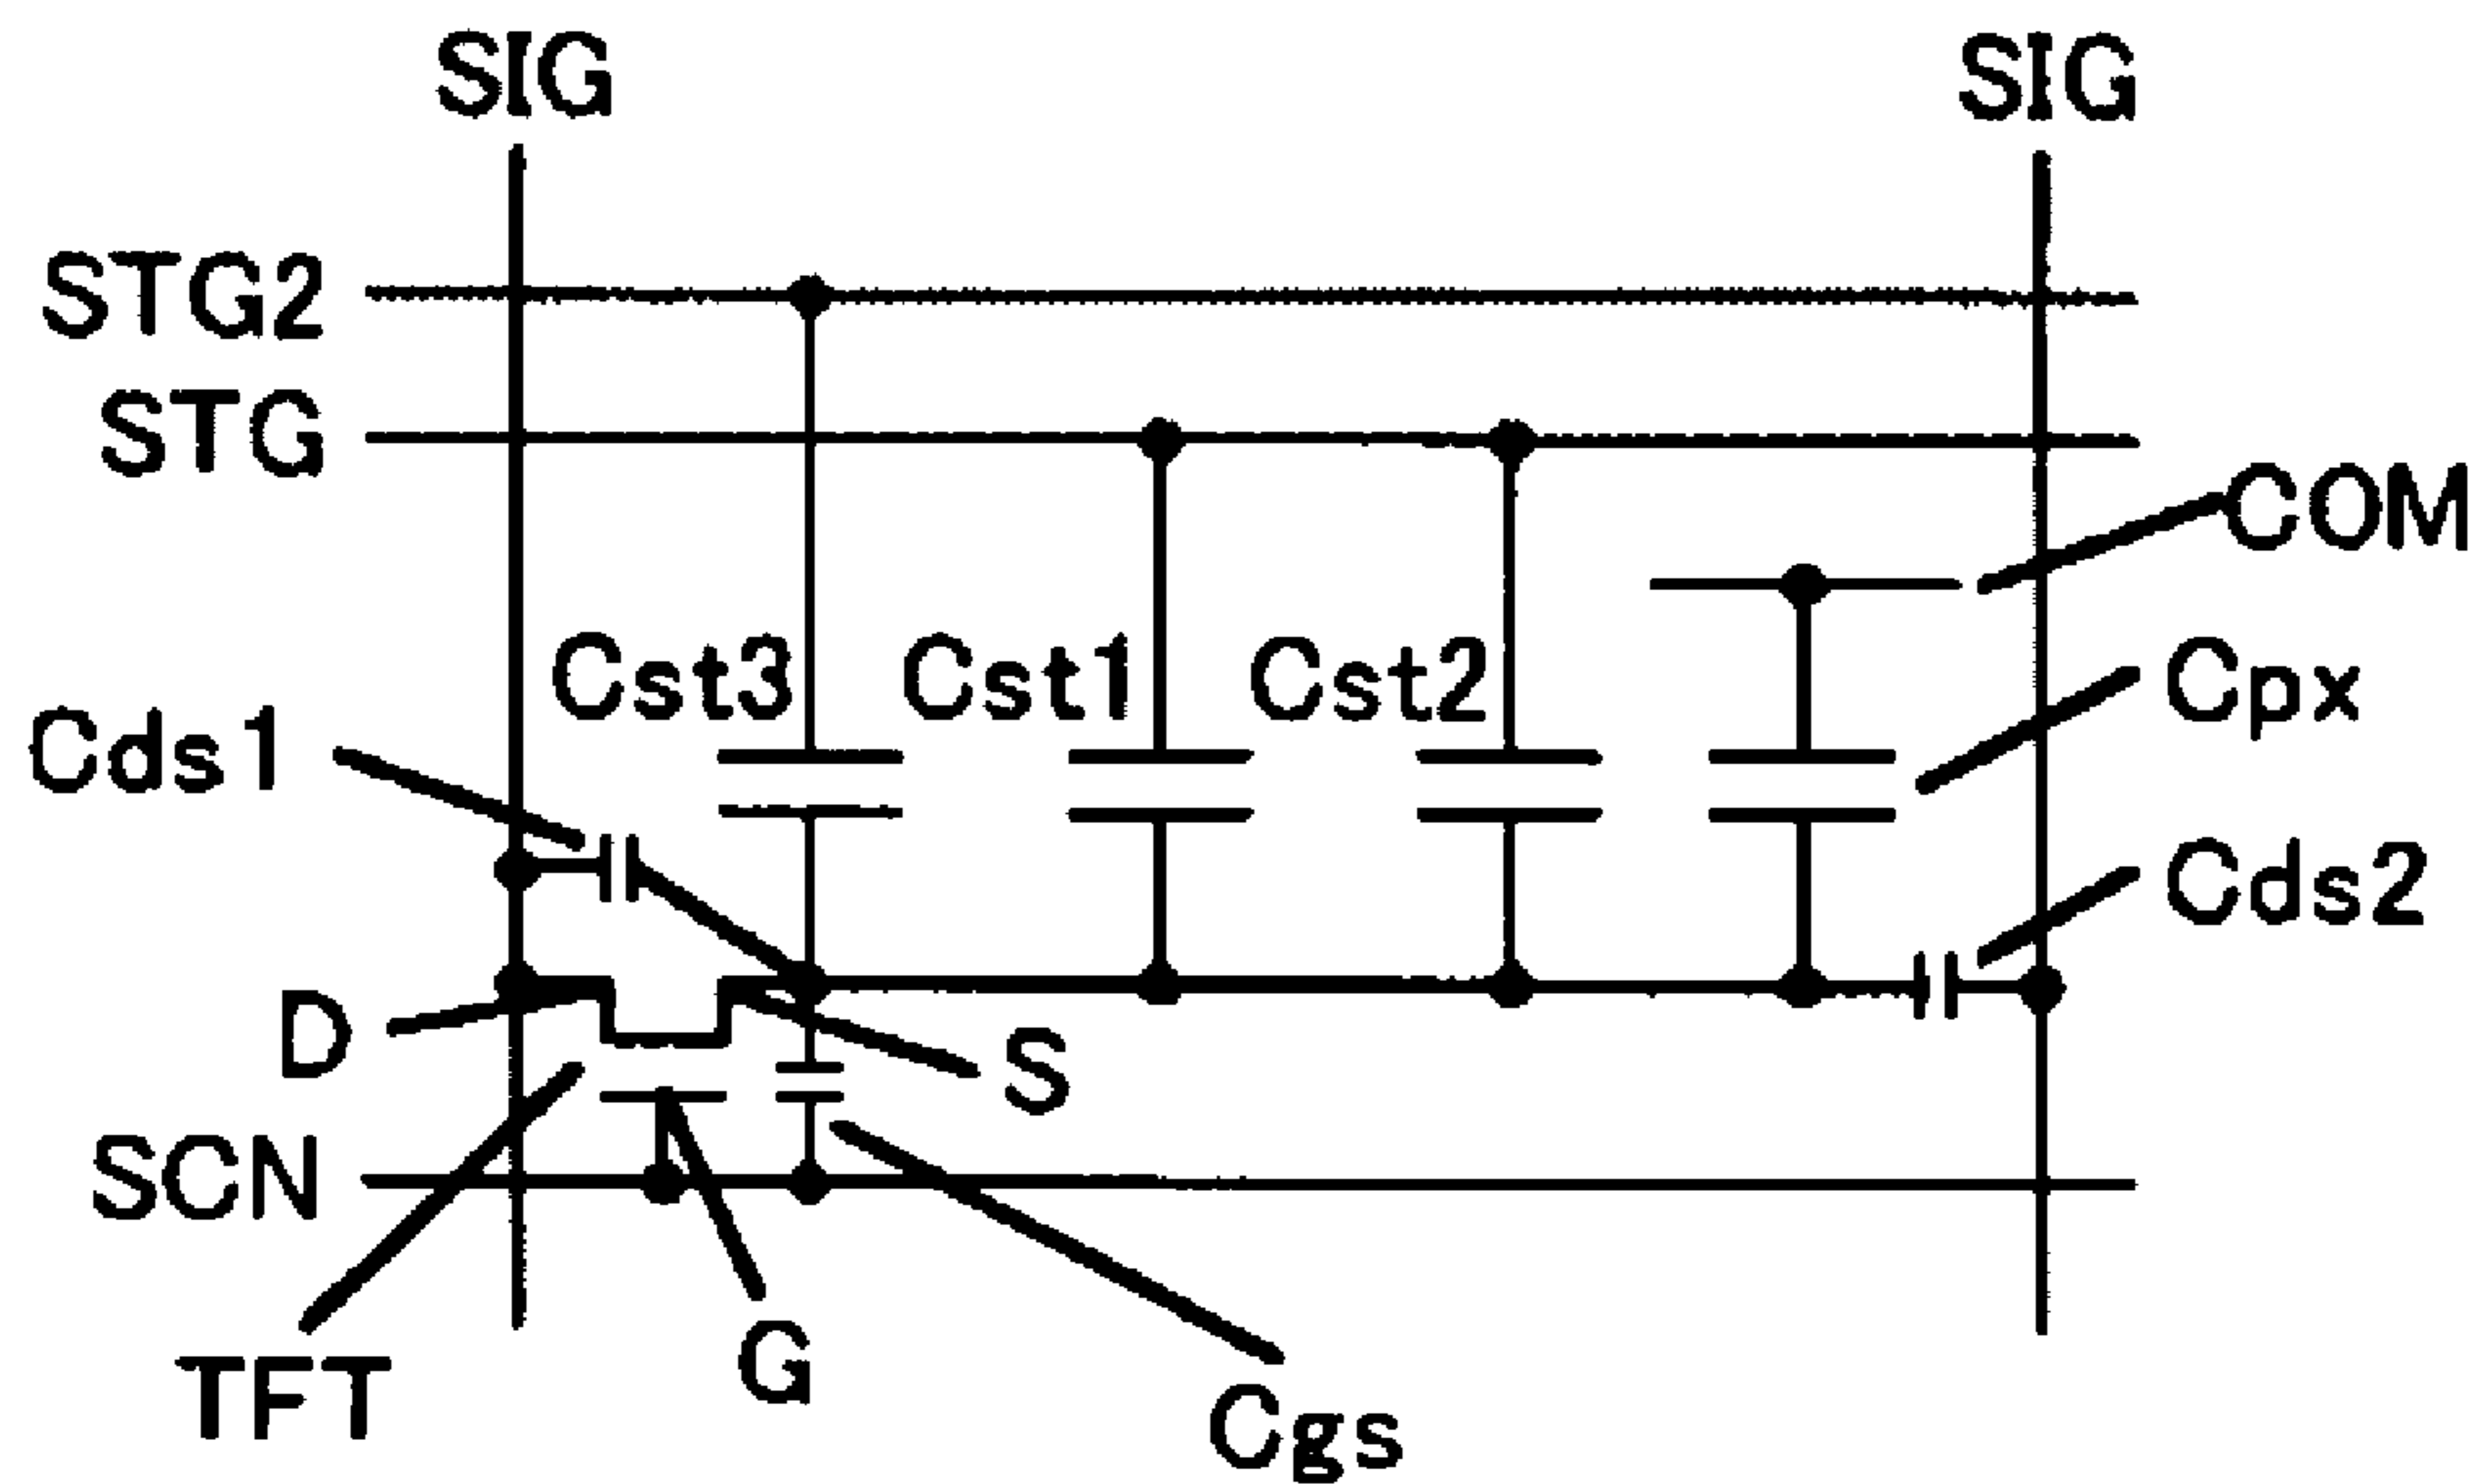 SIG SIG
STG2
STG
COM
Cst3 Cst1 Cst2 Cpx
Cds1
Cds2
D
S
SCN
G
TFT
Cgs